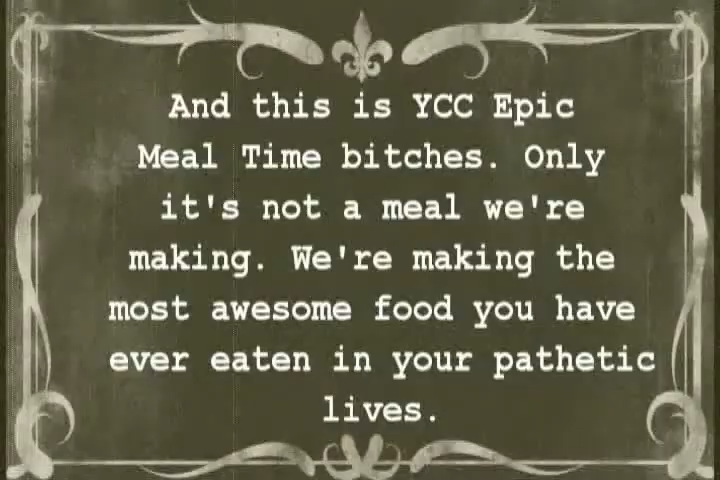 And this is YCC Epic
Meal Time bitches. Only
it's not a meal we're
making. We're making the
most awesome food you have
ever eaten in your pathetic
lives.